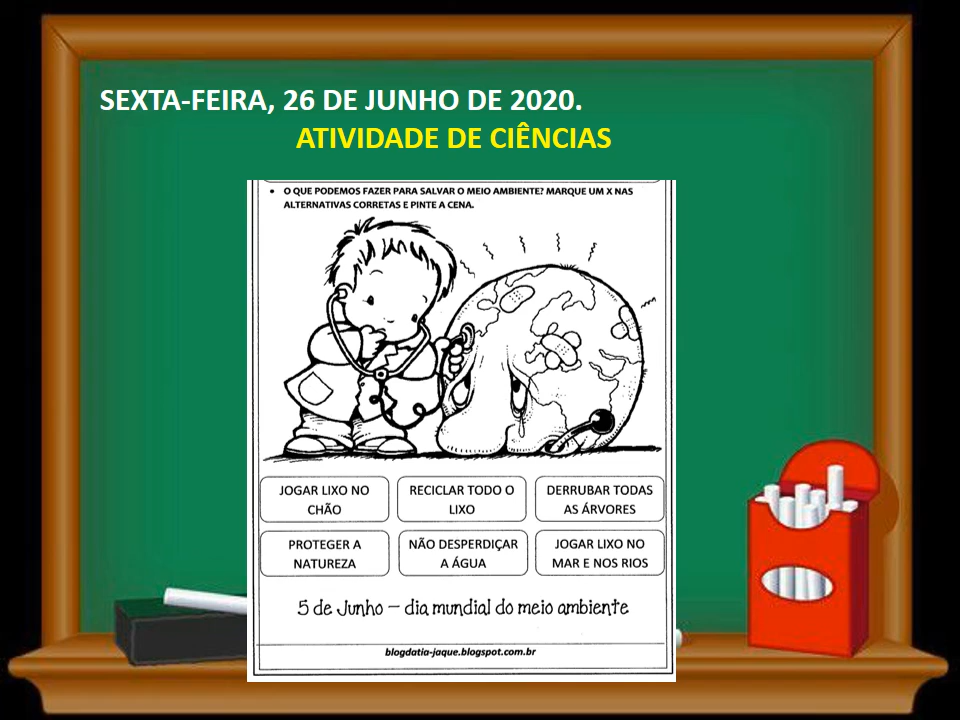 SEXTA-FEIRA, 26 DE JUNHO DE 2020.
ATIVIDADE DE CIÊNCIAS
• O QUE PODEMOS FAZER PARA SALVAR O MEIO AMBIENTE? MARQUE UM X NAS
ALTERNATIVAS CORRETAS E PINTE A CENA.
JOGAR LIXO NO
CHÃO
RECICLAR TODO O
LIXO
DERRUBAR TODAS
AS ÁRVORES
PROTEGER A
NATUREZA
NÃO DESPERDIÇAR
A ÁGUA
JOGAR LIXO NO
MAR E NOS RIOS
5 de Junho – dia mundial do meio ambiente
blogdatia-jaque.blogspot.com.br